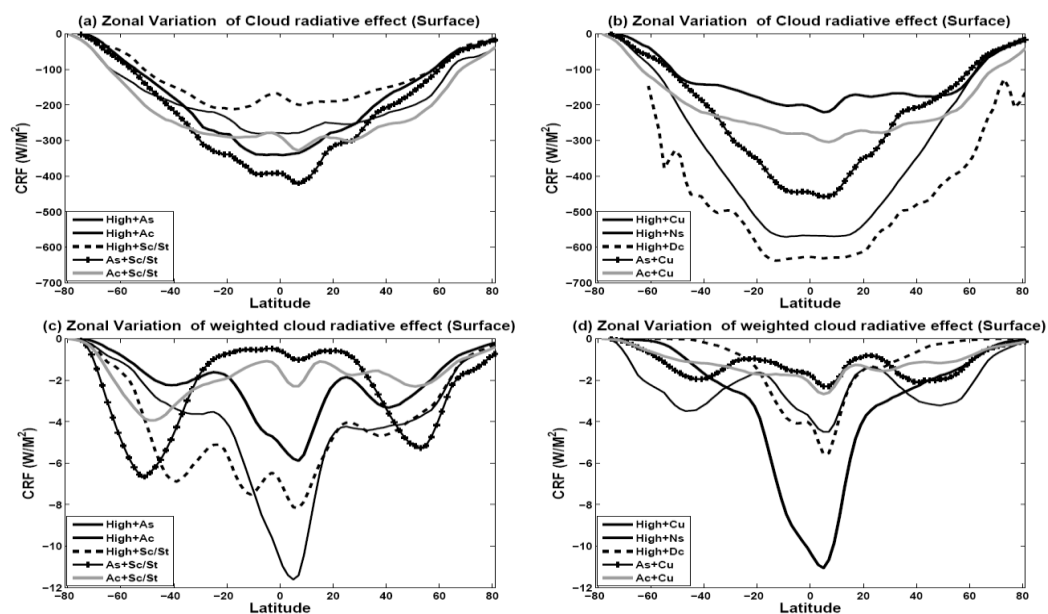 (a) Zonal Variation of Cloud radiative effect (Surface)
0
−100
−200
−300
−400
−500
−600
−700
CRF (W/M²)
High+As
High+Ac
High+Sc/St
As+Sc/St
Ac+Sc/St
−80 −60 −40 −20 0 20 40 60 80
Latitude
(b) Zonal Variation of Cloud radiative effect (Surface)
0
−100
−200
−300
−400
−500
−600
−700
CRF (W/M²)
High+Cu
High+Ns
High+Dc
As+Cu
Ac+Cu
−80 −60 −40 −20 0 20 40 60 80
Latitude
(c) Zonal Variation of weighted cloud radiative effect (Surface)
0
−2
−4
−6
−8
−10
−12
CRF (W/M²)
High+As
High+Ac
High+Sc/St
As+Sc/St
Ac+Sc/St
−80 −60 −40 −20 0 20 40 60 80
Latitude
(d) Zonal Variation of weighted cloud radiative effect (Surface)
0
−2
−4
−6
−8
−10
−12
CRF (W/M²)
High+Cu
High+Ns
High+Dc
As+Cu
Ac+Cu
−80 −60 −40 −20 0 20 40 60 80
Latitude